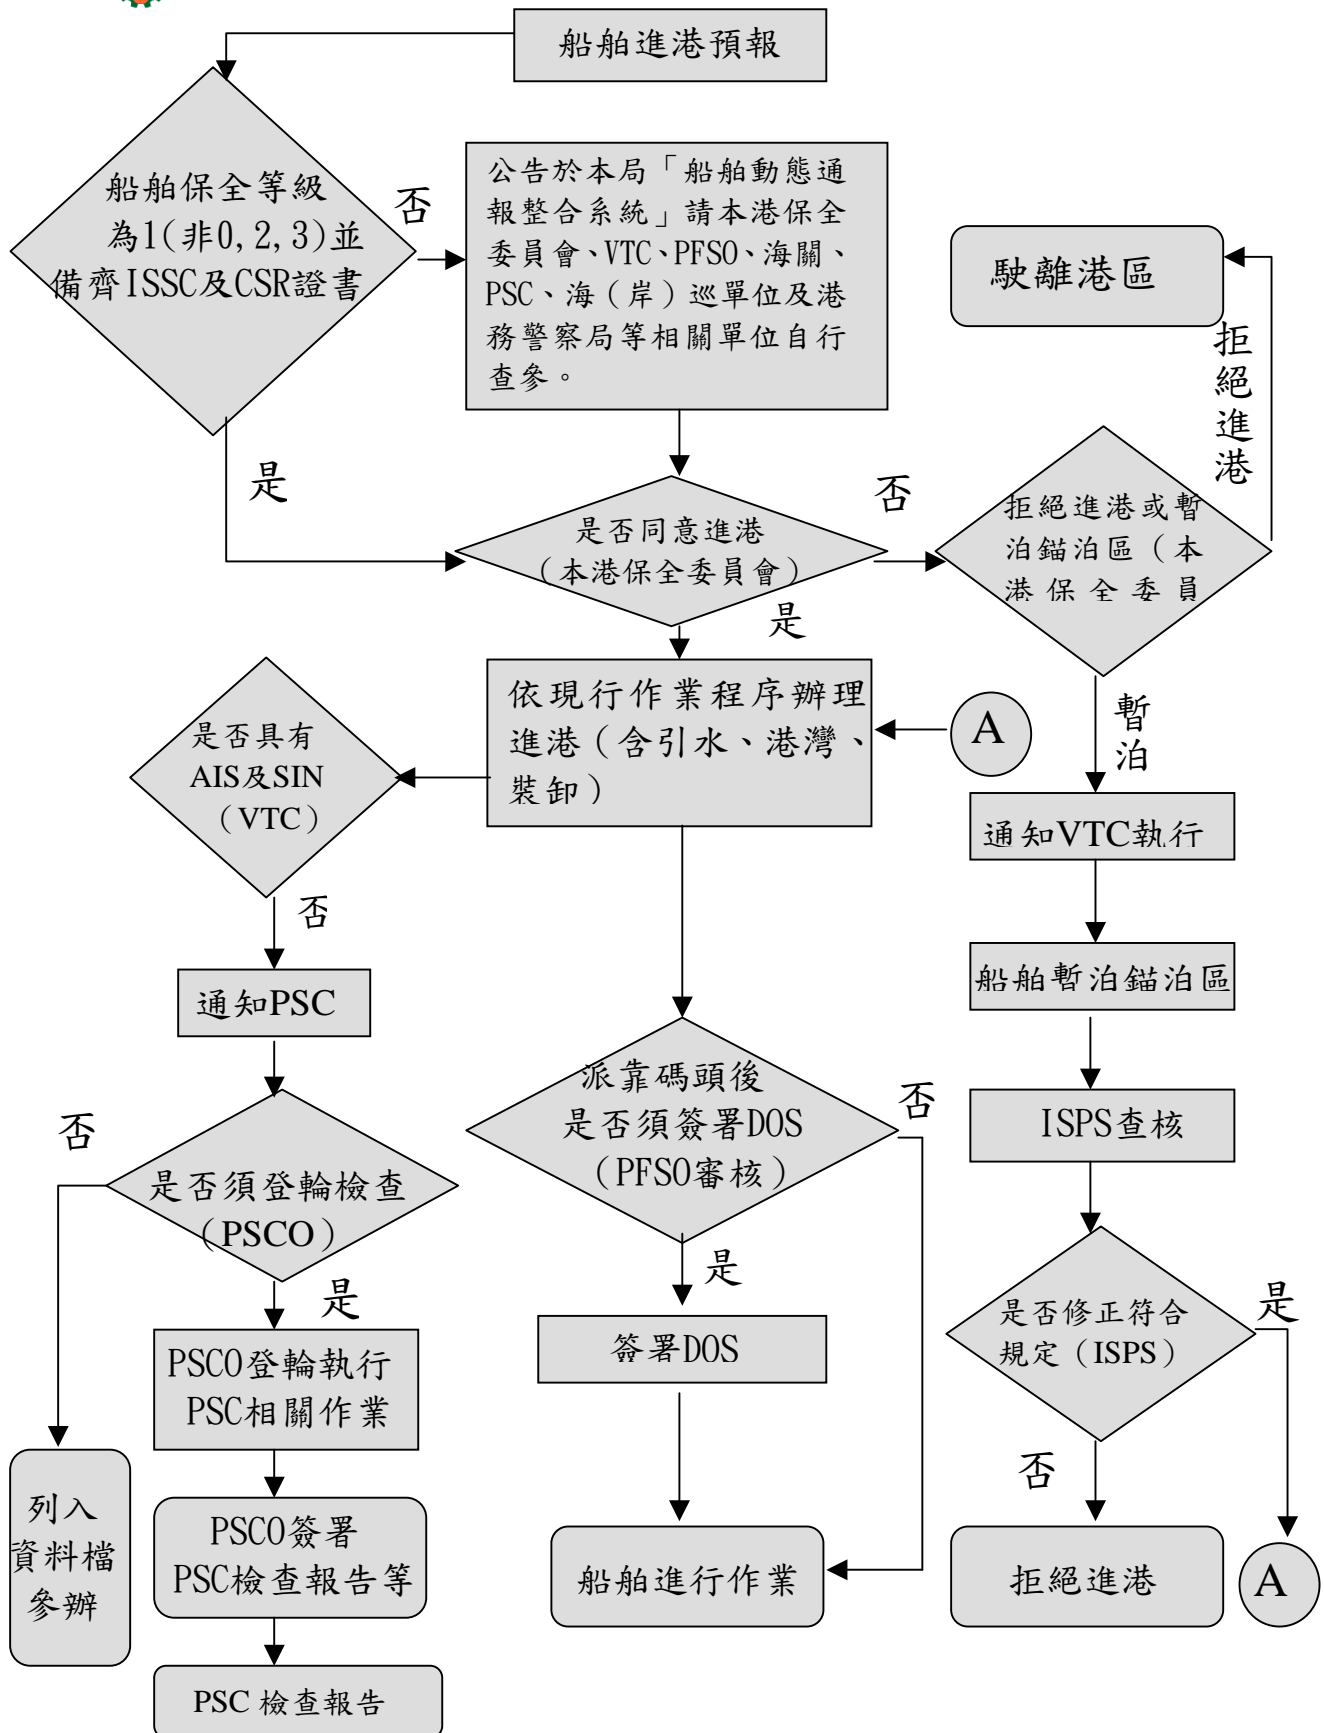 船舶進港預報
船舶保全等級
為1(非0,2,3)並
備齊ISSC及CSR證書
否
公告於本局「船舶動態通
報整合系統」請本港保全
委員會、VTC、PFSO、海關、
PSC、海（岸）巡單位及港
務警察局等相關單位自行
查參。
駛離港區
拒
絕
進
港
是
是否同意進港
（本港保全委員會）
否
拒絕進港或暫
泊錨泊區（本
港保全委員
是
依現行作業程序辦理
進港（含引水、港灣、
裝卸）
A
暫
泊
是否具有
AIS及SIN
（VTC）
通知VTC執行
否
船舶暫泊錨泊區
通知PSC
派靠碼頭後
是否須簽署DOS
（PFSO審核）
否
ISPS查核
否
是否須登輪檢查
（PSCO）
是
是
是否修正符合
規定（ISPS）
是
PSCO登輪執行
PSC相關作業
簽署DOS
否
列入
資料檔
參辦
PSCO簽署
PSC檢查報告等
船舶進行作業
拒絕進港
A
PSC 檢查報告